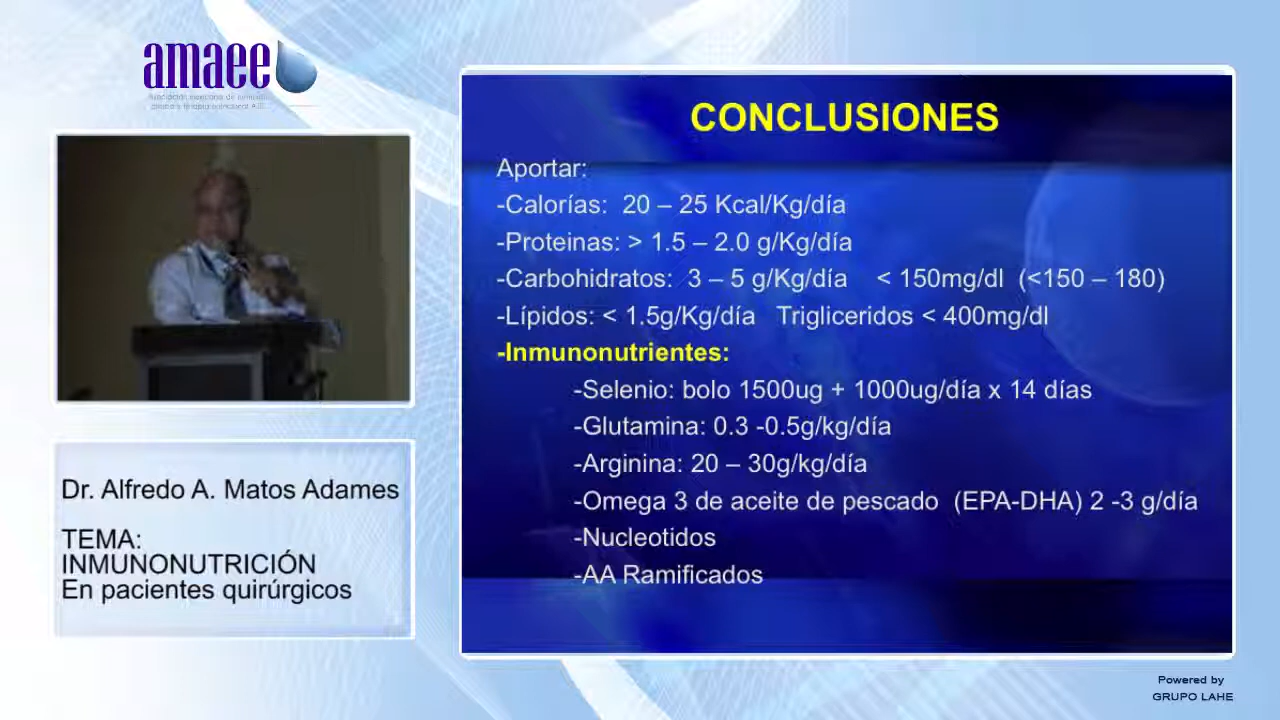 amaee
Dr. Alfredo A. Matos Adames
TEMA:
INMUNONUTRICIÓN
En pacientes quirúrgicos
CONCLUSIONES
Aportar:
-Calorías: 20 – 25 Kcal/Kg/día
-Proteinas: > 1.5 – 2.0 g/Kg/día
-Carbohidratos: 3 – 5 g/Kg/día < 150mg/dl (<150 – 180)
-Lípidos: < 1.5g/Kg/día Trigliceridos < 400mg/dl
-Inmunonutrientes:
-Selenio: bolo 1500ug + 1000ug/día x 14 días
-Glutamina: 0.3 -0.5g/kg/día
-Arginina: 20 – 30g/kg/día
-Omega 3 de aceite de pescado (EPA-DHA) 2 -3 g/día
-Nucleotidos
-AA Ramificados
Powered by
GRUPO LAHE